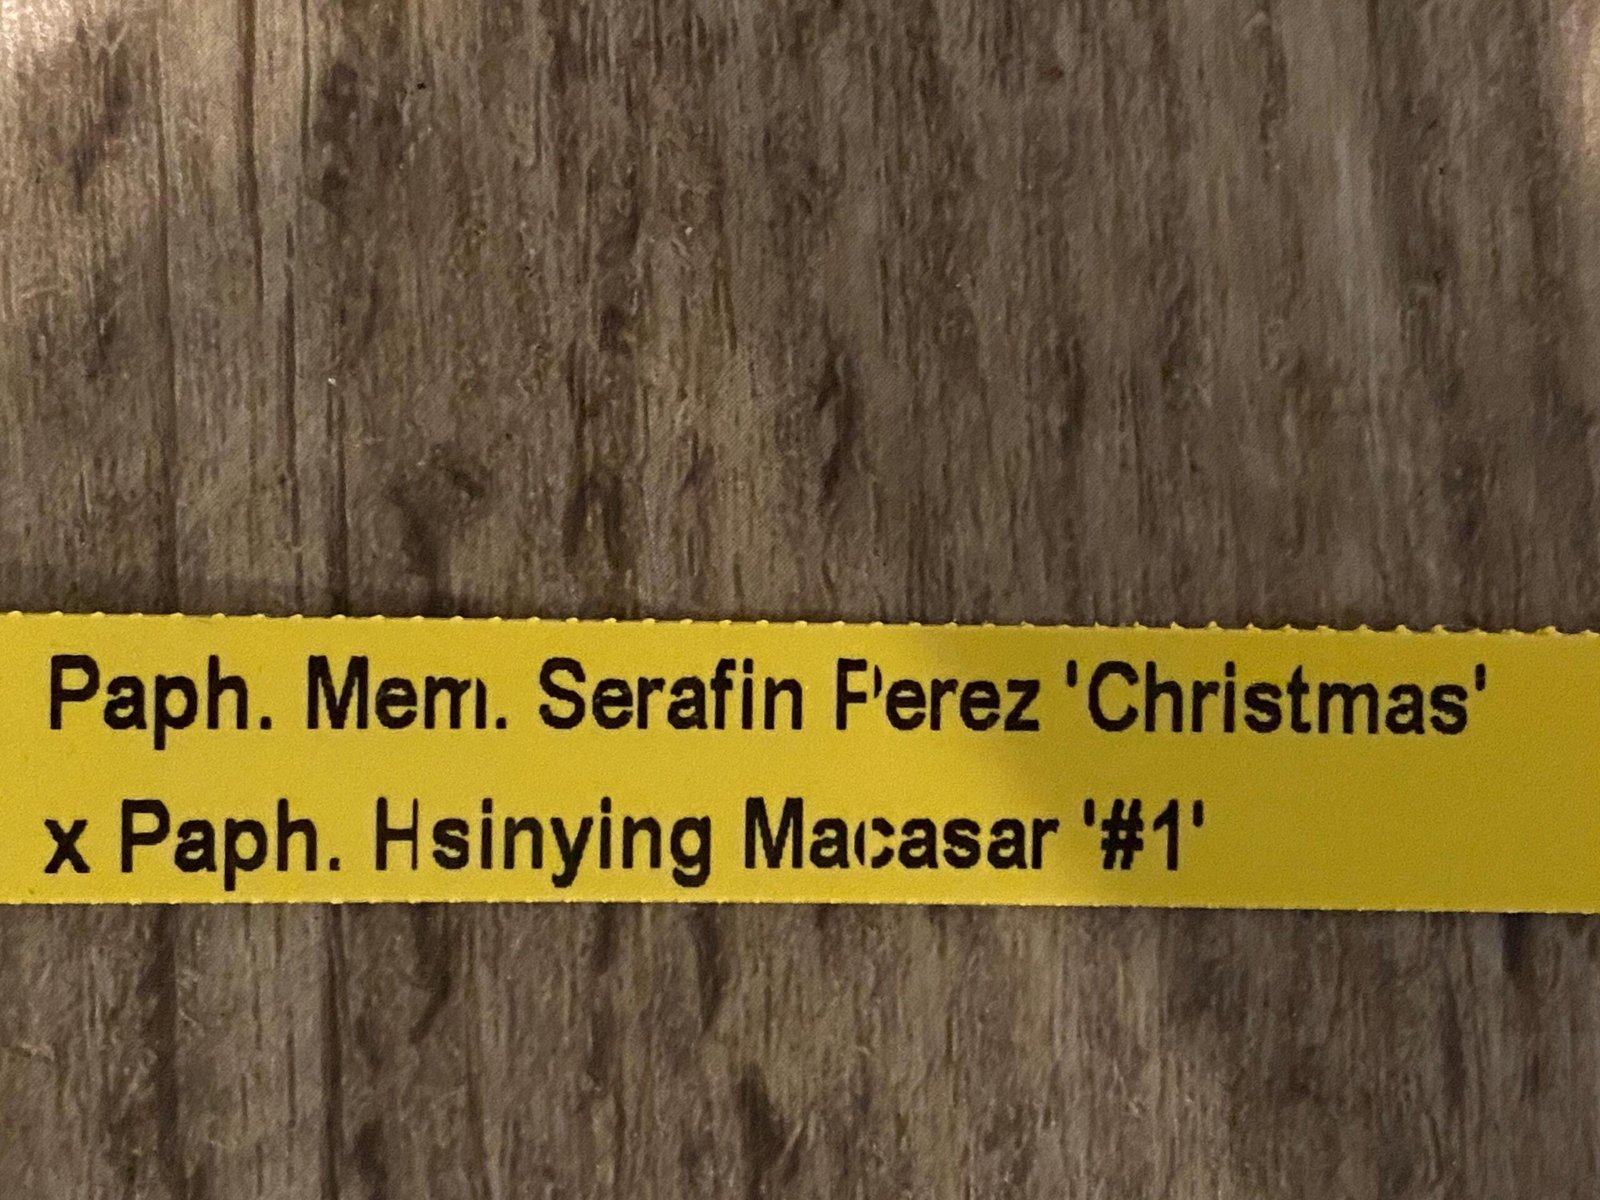 Paph. Mem. Serafin Perez 'Christmas'
x Paph. Hsinying Macasar '#1'